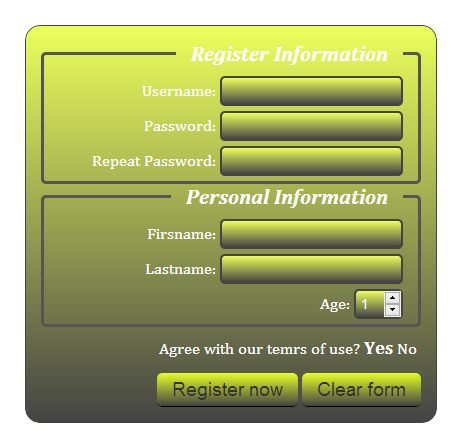 Register Information
Username:
Password:
Repeat Password:
Personal Information
Firsname:
Lastname:
Age: 1
Agree with our temrs of use? Yes No
Register now Clear form